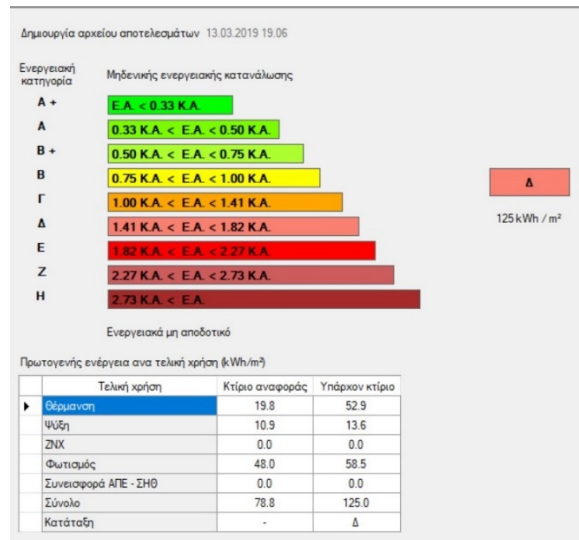 Δημιουργία αρχείου αποτελεσμάτων 13.03.2019 19.06
Ενεργειακή κατηγορία
Μηδενικής ενεργειακής κατανάλωσης
Α + Ε.Α. < 0.33 Κ.Α.
Α 0.33 Κ.Α. < Ε.Α. < 0.50 Κ.Α.
Β + 0.50 Κ.Α. < Ε.Α. < 0.75 Κ.Α.
Β 0.75 Κ.Α. < Ε.Α. < 1.00 Κ.Α.
Δ
Γ 1.00 Κ.Α. < Ε.Α. < 1.41 Κ.Α.
Δ 1.41 Κ.Α. < Ε.Α. < 1.82 Κ.Α.
125 kWh / m²
Ε 1.82 Κ.Α. < Ε.Α. < 2.27 Κ.Α.
Ζ 2.27 Κ.Α. < Ε.Α. < 2.73 Κ.Α.
Η 2.73 Κ.Α. < Ε.Α.
Ενεργειακά μη αποδοτικό
Πρωτογενής ενέργεια ανα τελική χρήση (kWh/m²)
Τελική χρήση Κτίριο αναφοράς Υπάρχον κτίριο
Θέρμανση 19.8 52.9
Ψύξη 10.9 13.6
ΖΝΧ 0.0 0.0
Φωτισμός 48.0 58.5
Συνεισφορά ΑΠΕ - ΣΗΘ 0.0 0.0
Σύνολο 78.8 125.0
Κατάταξη - Δ